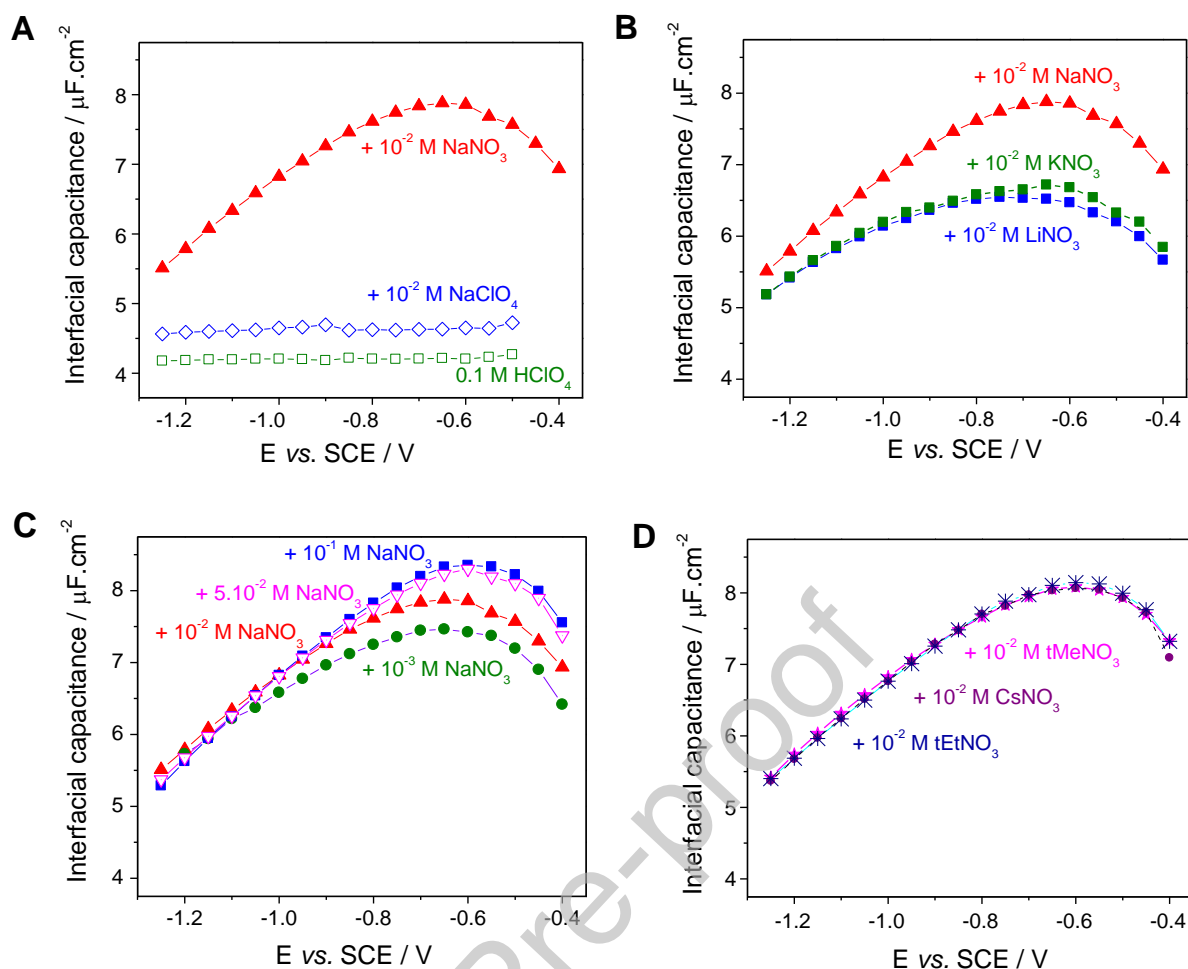 A
Interfacial capacitance / μF.cm⁻²
8
7
6
5
4
+ 10⁻² M NaNO₃
+ 10⁻² M NaClO₄
0.1 M HClO₄
-1.2 -1.0 -0.8 -0.6 -0.4
E vs. SCE / V
B
Interfacial capacitance / μF.cm⁻²
8
7
6
5
4
+ 10⁻² M NaNO₃
+ 10⁻² M KNO₃
+ 10⁻² M LiNO₃
-1.2 -1.0 -0.8 -0.6 -0.4
E vs. SCE / V
C
Interfacial capacitance / μF.cm⁻²
8
7
6
5
4
+ 10⁻¹ M NaNO₃
+ 5.10⁻² M NaNO₃
+ 10⁻² M NaNO₃
+ 10⁻³ M NaNO₃
-1.2 -1.0 -0.8 -0.6 -0.4
E vs. SCE / V
D
Interfacial capacitance / μF.cm⁻²
8
7
6
5
4
+ 10⁻² M tMeNO₃
+ 10⁻² M CsNO₃
+ 10⁻² M tEtNO₃
-1.2 -1.0 -0.8 -0.6 -0.4
E vs. SCE / V
Pre-proof